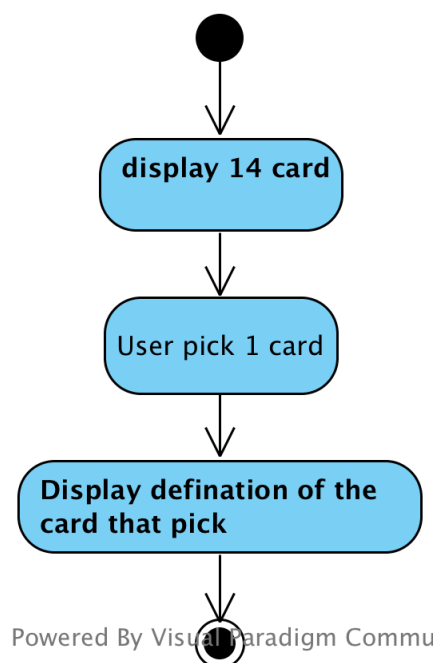 display 14 card
User pick 1 card
Display defination of the
card that pick
Powered By Visual Paradigm Commu